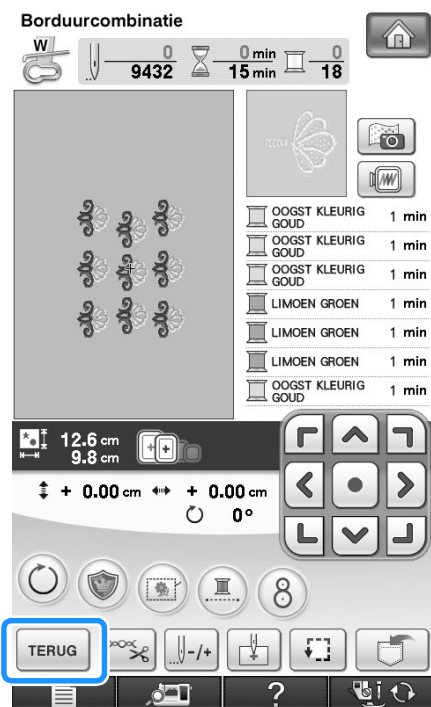 Borduurcombinatie
W
0 0 min 0
9432 15 min 18
OOGST KLEURIG GOUD 1 min
OOGST KLEURIG GOUD 1 min
OOGST KLEURIG GOUD 1 min
LIMOEN GROEN 1 min
LIMOEN GROEN 1 min
LIMOEN GROEN 1 min
OOGST KLEURIG GOUD 1 min
12.6 cm
9.8 cm
+ 0.00 cm + 0.00 cm
0°
TERUG
-/+
?